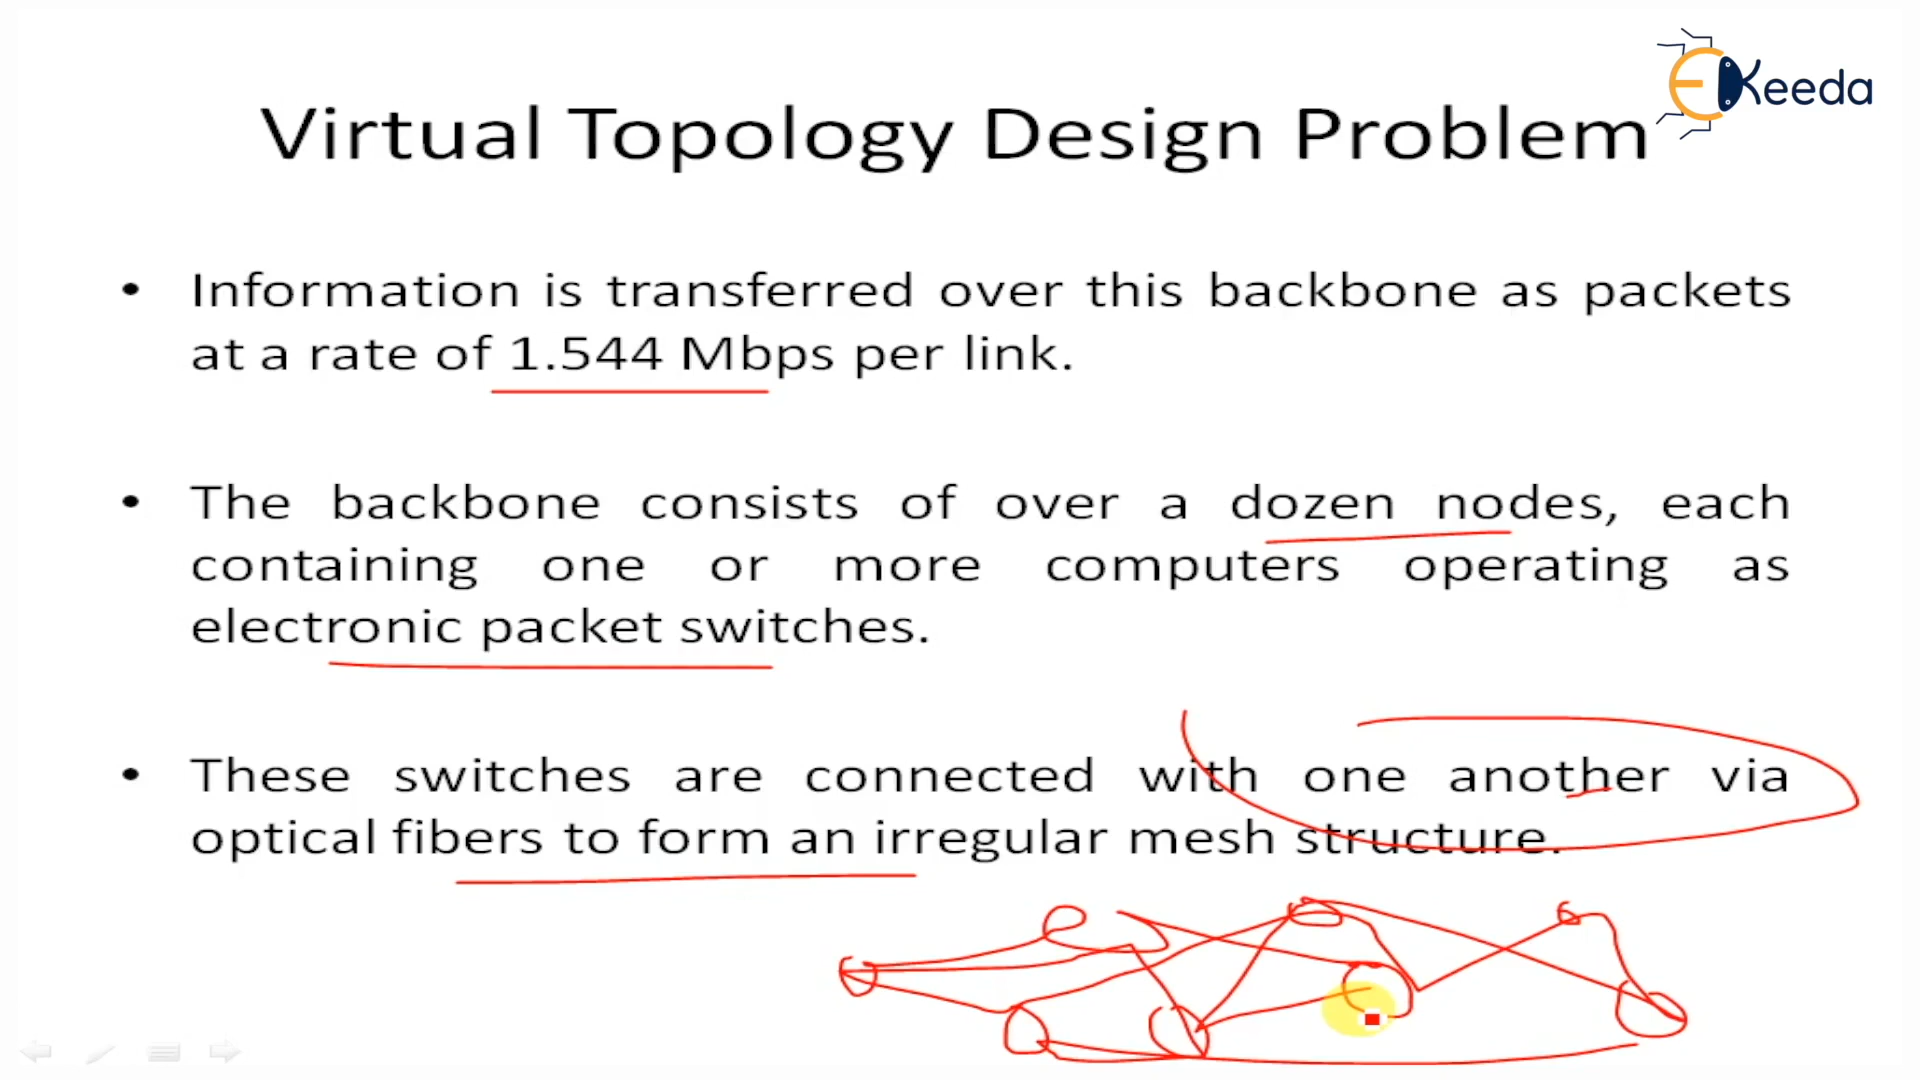 EKeeda
Virtual Topology Design Problem
• Information is transferred over this backbone as packets
at a rate of 1.544 Mbps per link.
• The backbone consists of over a dozen nodes, each
containing one or more computers operating as
electronic packet switches.
• These switches are connected with one another via
optical fibers to form an irregular mesh structure.